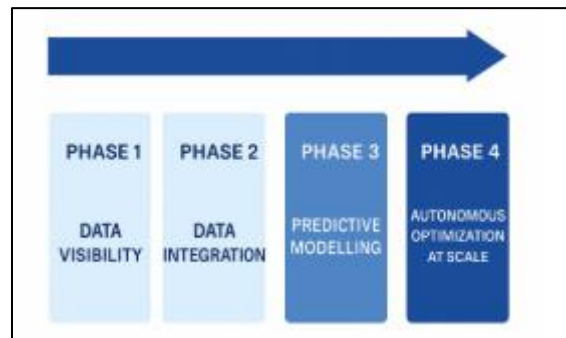 PHASE 1
DATA
VISIBILITY
PHASE 2
DATA
INTEGRATION
PHASE 3
PREDICTIVE
MODELLING
PHASE 4
AUTONOMOUS
OPTIMIZATION
AT SCALE